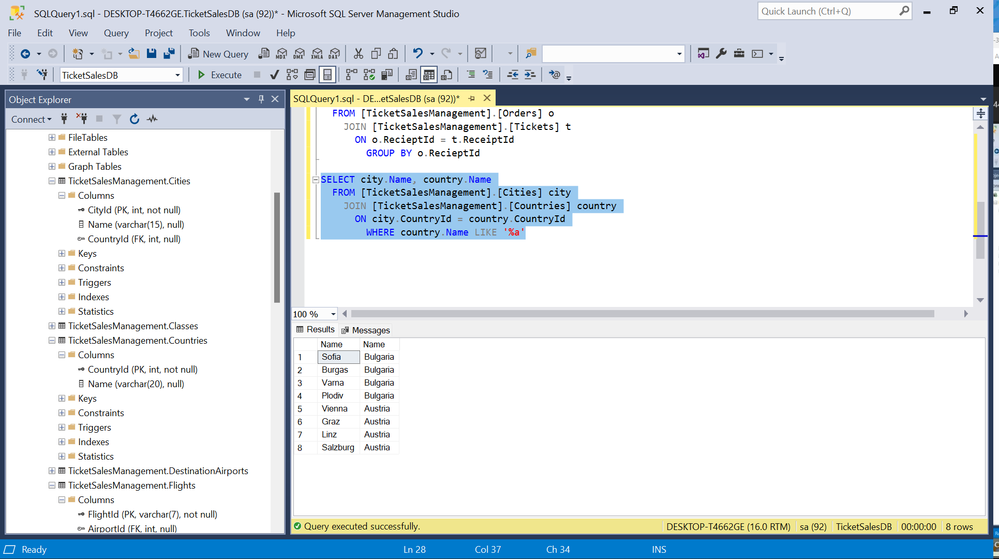 SQLQuery1.sql - DESKTOP-T4662GE.TicketSalesDB (sa (92))* - Microsoft SQL Server Management Studio
Quick Launch (Ctrl+Q)
File Edit View Query Project Tools Window Help
New Query MDX DMX XMLA DAX
TicketSalesDB Execute
Object Explorer
Connect
FileTables
External Tables
Graph Tables
TicketSalesManagement.Cities
Columns
CityId (PK, int, not null)
Name (varchar(15), null)
CountryId (FK, int, null)
Keys
Constraints
Triggers
Indexes
Statistics
TicketSalesManagement.Classes
TicketSalesManagement.Countries
Columns
CountryId (PK, int, not null)
Name (varchar(20), null)
Keys
Constraints
Triggers
Indexes
Statistics
TicketSalesManagement.DestinationAirports
TicketSalesManagement.Flights
Columns
FlightId (PK, varchar(7), not null)
AirportId (FK, int, null)
SQLQuery1.sql - DE...etSalesDB (sa (92))*
FROM [TicketSalesManagement].[Orders] o
JOIN [TicketSalesManagement].[Tickets] t
ON o.RecieptId = t.ReceiptId
GROUP BY o.RecieptId
SELECT city.Name, country.Name
FROM [TicketSalesManagement].[Cities] city
JOIN [TicketSalesManagement].[Countries] country
ON city.CountryId = country.CountryId
WHERE country.Name LIKE '%a'
100 %
Results Messages
Name Name
1 Sofia Bulgaria
2 Burgas Bulgaria
3 Varna Bulgaria
4 Plodiv Bulgaria
5 Vienna Austria
6 Graz Austria
7 Linz Austria
8 Salzburg Austria
Query executed successfully. DESKTOP-T4662GE (16.0 RTM) sa (92) TicketSalesDB 00:00:00 8 rows
Ready Ln 28 Col 37 Ch 34 INS